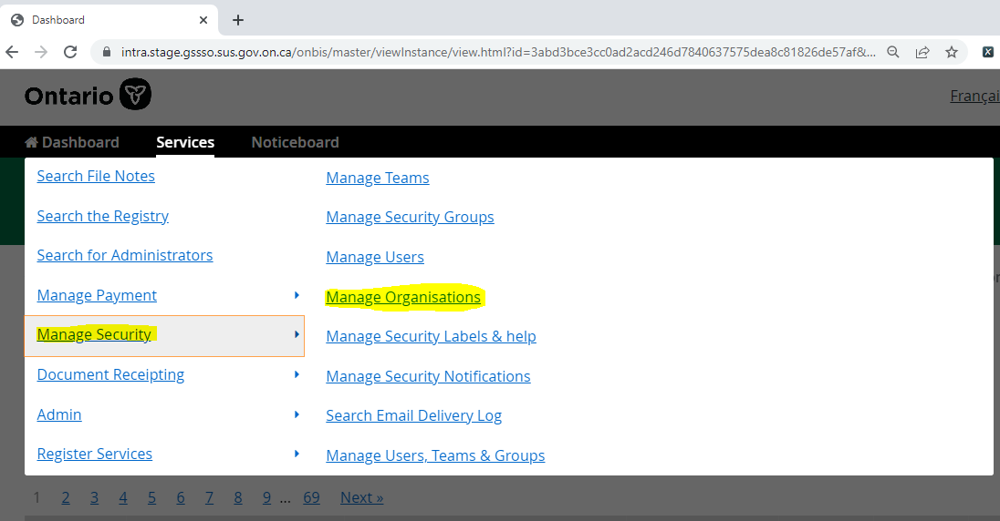 Dashboard
intra.stage.gssso.sus.gov.on.ca/onbis/master/viewInstance/view.html?id=3abd3bce3cc0ad2acd246d7840637575dea8c81826de57af&...
Ontario
Françai
Dashboard Services Noticeboard
Search File Notes
Search the Registry
Search for Administrators
Manage Payment
Manage Security
Document Receipting
Admin
Register Services
Manage Teams
Manage Security Groups
Manage Users
Manage Organisations
Manage Security Labels & help
Manage Security Notifications
Search Email Delivery Log
Manage Users, Teams & Groups
1 2 3 4 5 6 7 8 9 ... 69 Next »